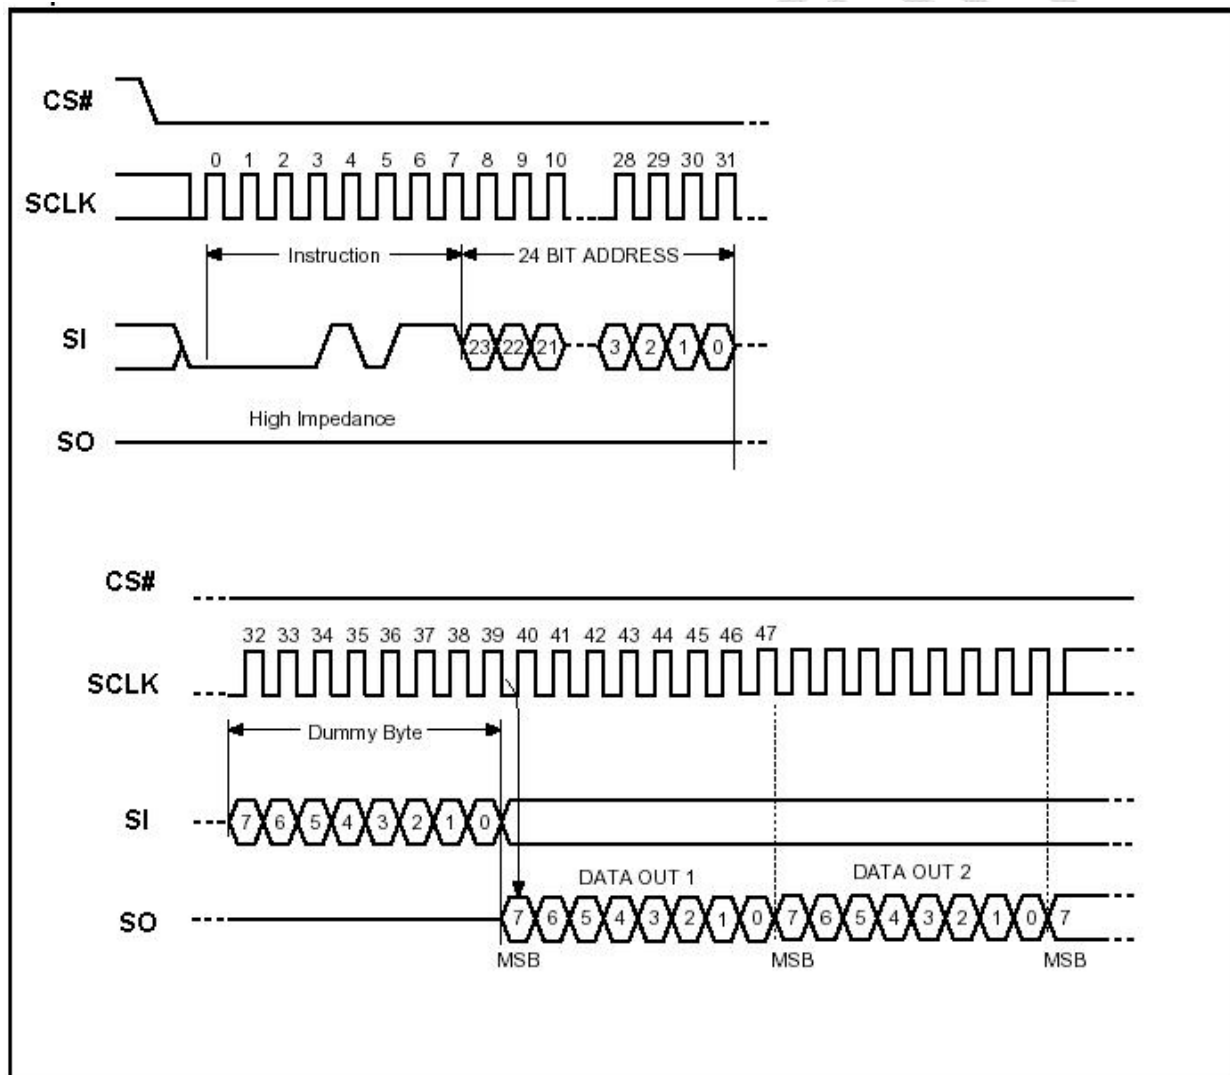 CS#
0 1 2 3 4 5 6 7 8 9 10 28 29 30 31
SCLK
Instruction 24 BIT ADDRESS
SI 23 22 21 3 2 1 0
High Impedance
SO
CS#
32 33 34 35 36 37 38 39 40 41 42 43 44 45 46 47
SCLK
Dummy Byte
SI 7 6 5 4 3 2 1 0
DATA OUT 1 DATA OUT 2
SO 7 6 5 4 3 2 1 0 7 6 5 4 3 2 1 0 7
MSB MSB MSB